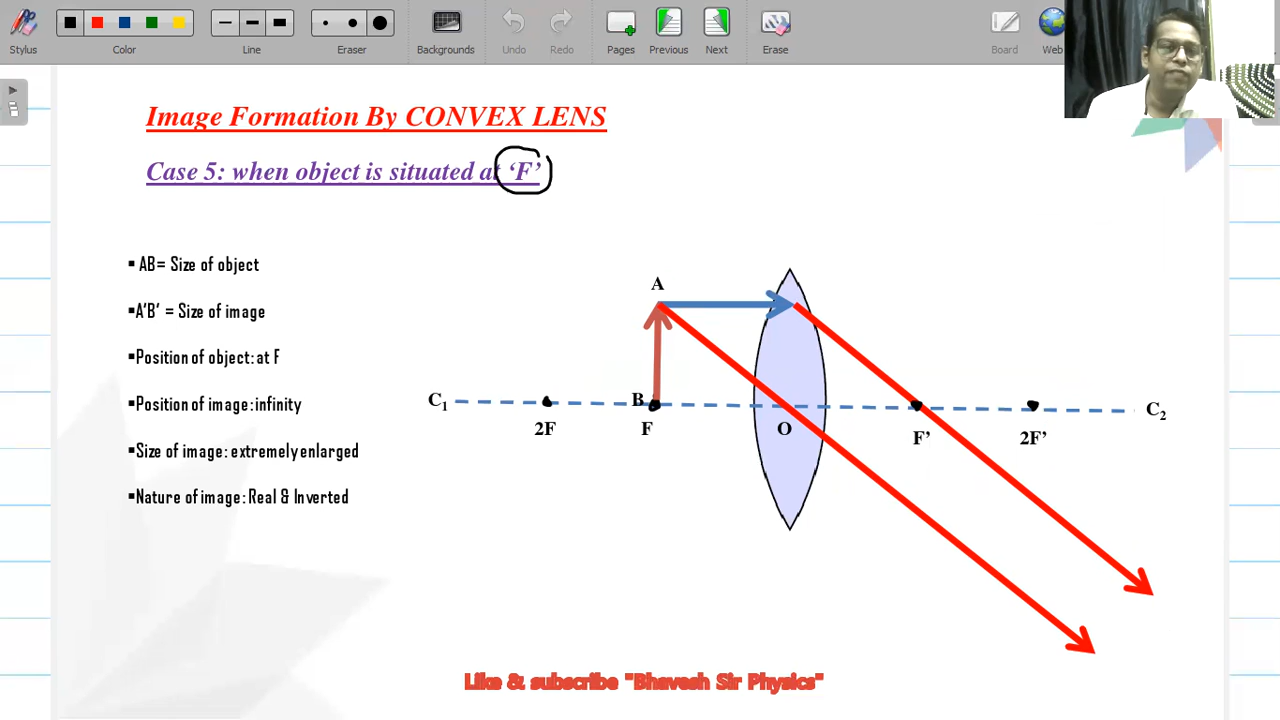 Stylus
Color
Line
Eraser
Backgrounds
Undo
Redo
Pages
Previous
Next
Erase
Board
Web
Image Formation By CONVEX LENS
Case 5: when object is situated at ‘F’
▪ AB= Size of object
▪A’B’ = Size of image
▪Position of object: at F
▪Position of image: infinity
▪Size of image: extremely enlarged
▪Nature of image: Real & Inverted
A
C1
B
2F
F
O
F’
2F’
C2
Like & subscribe "Bhavesh Sir Physics"